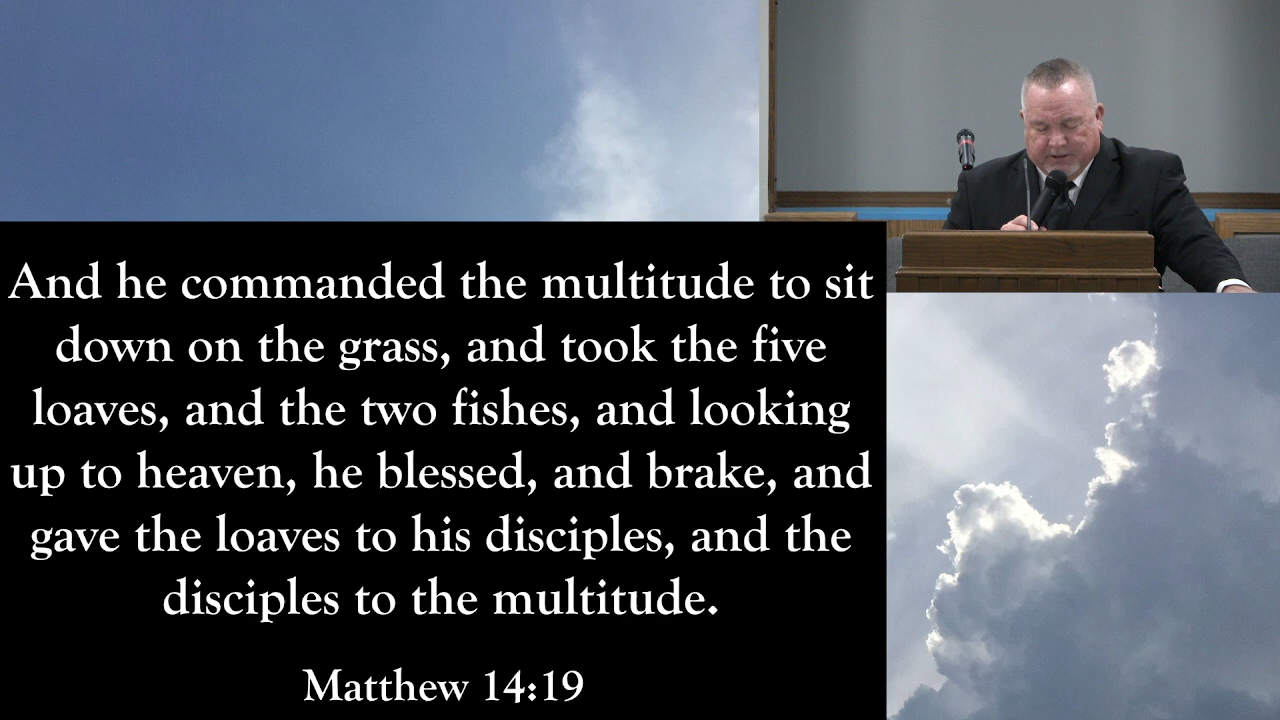 And he commanded the multitude to sit
down on the grass, and took the five
loaves, and the two fishes, and looking
up to heaven, he blessed, and brake, and
gave the loaves to his disciples, and the
disciples to the multitude.
Matthew 14:19